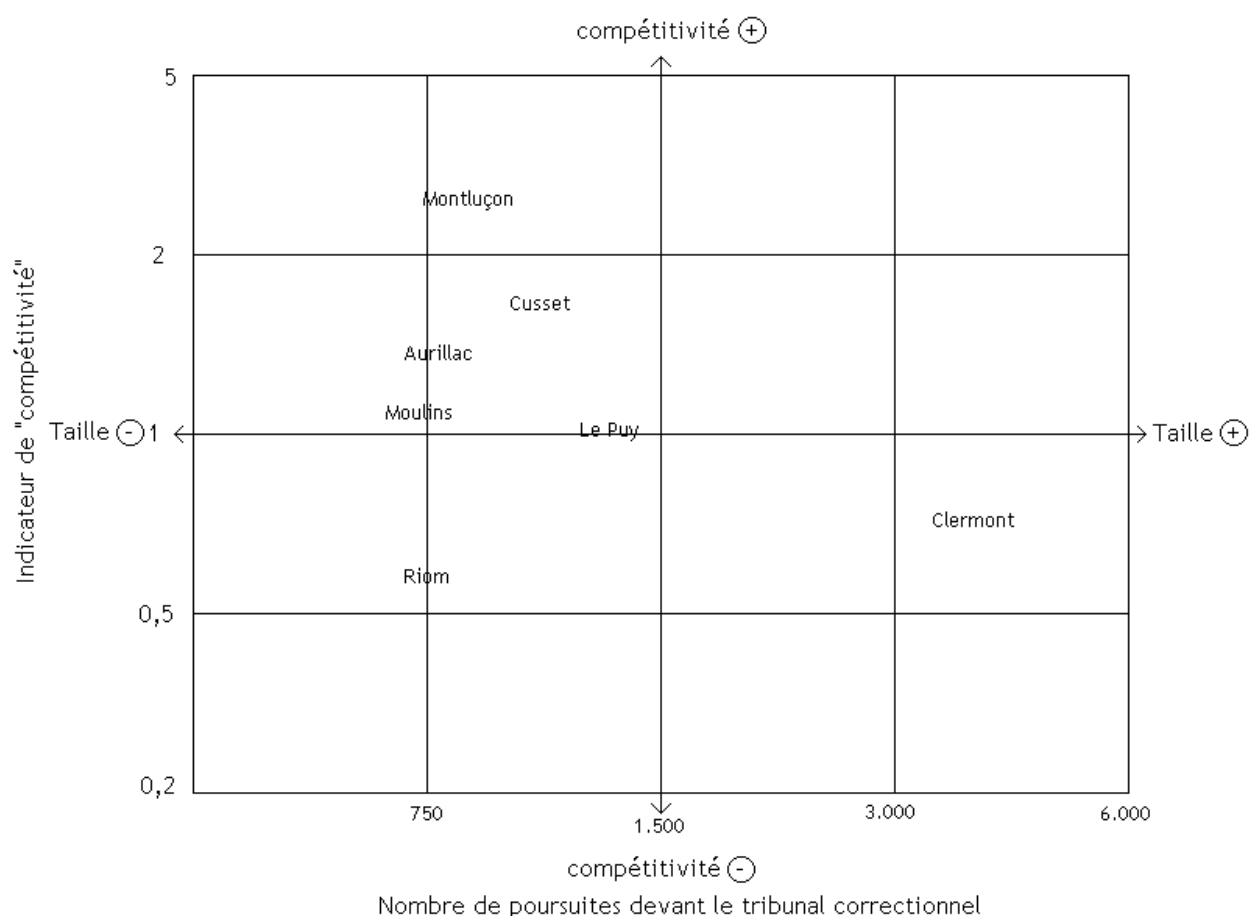 compétitivité +
5
Montluçon
2
Cusset
Aurillac
Moulins
Indicateur de "compétitivité"
Taille - 1
Le Puy
Taille +
Clermont
Riom
0,5
0,2
750
1.500
3.000
6.000
compétitivité -
Nombre de poursuites devant le tribunal correctionnel